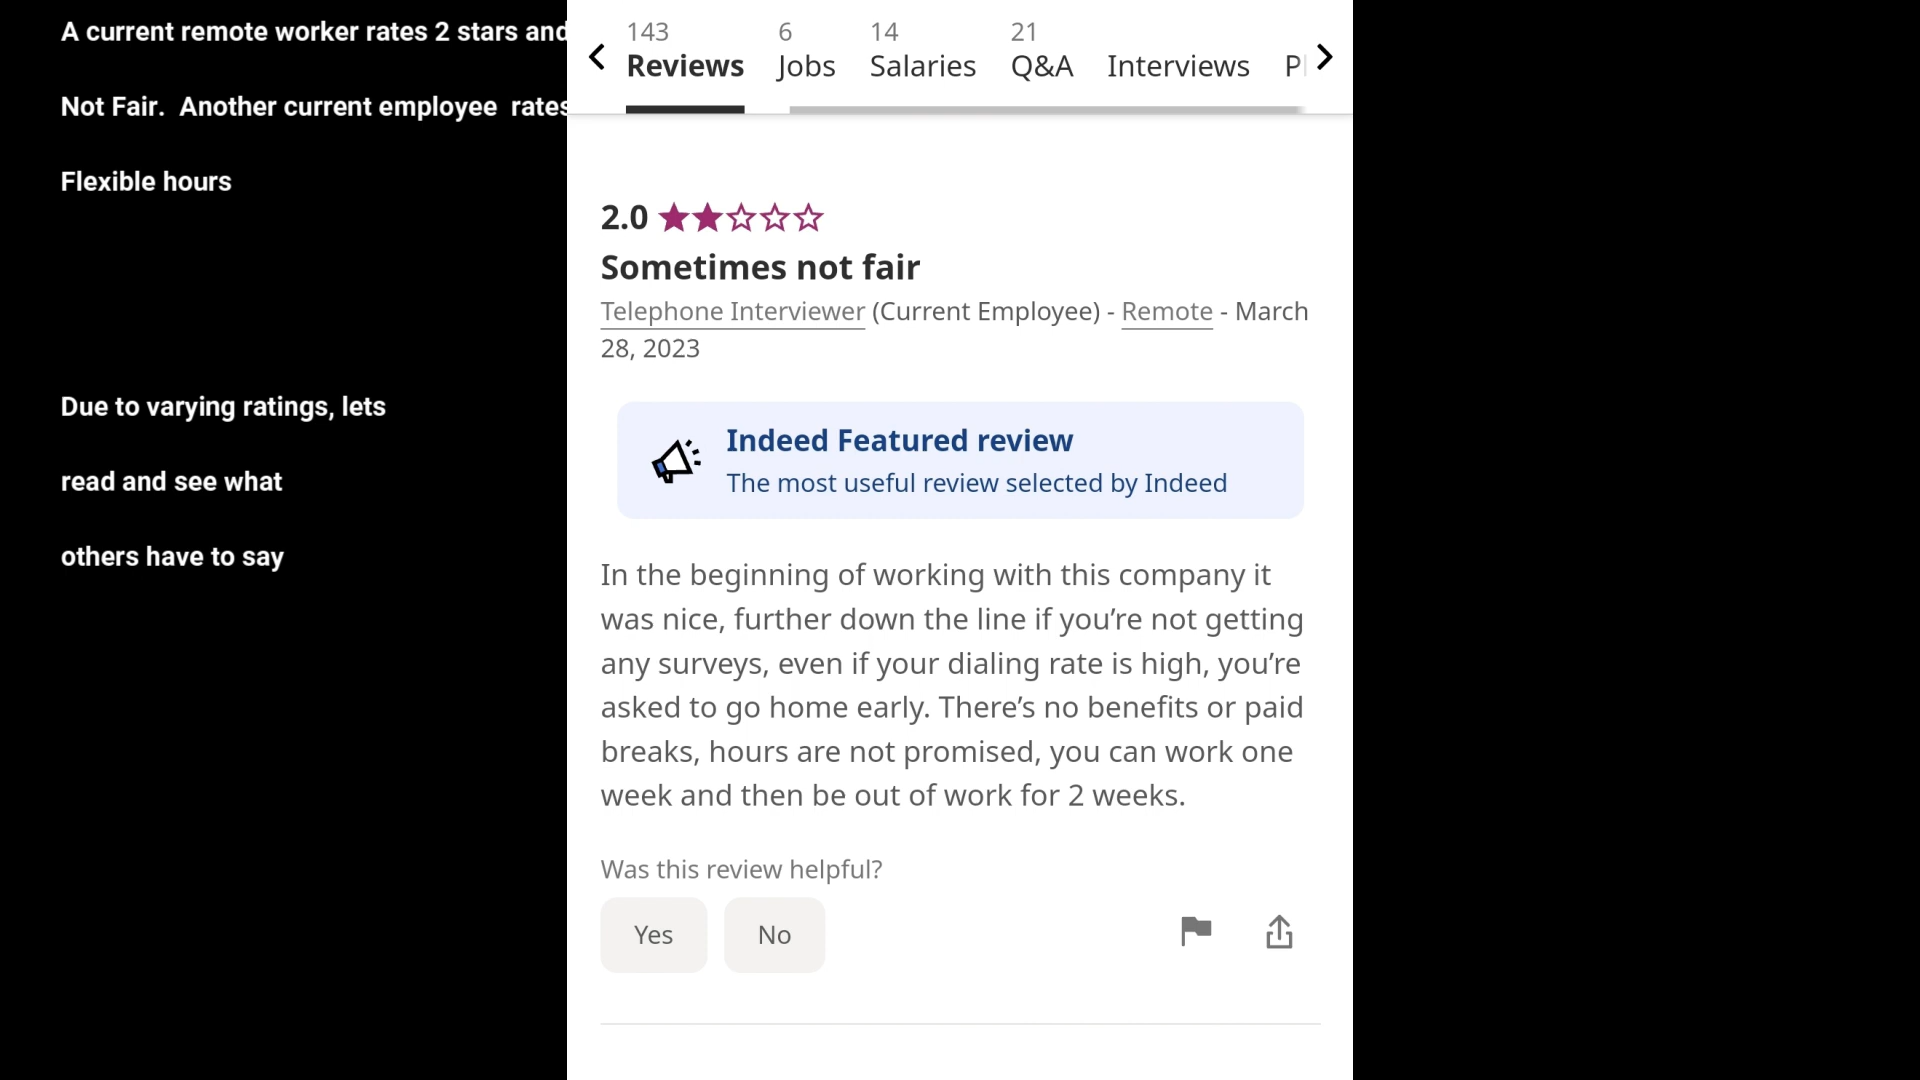 A current remote worker rates 2 stars and
Not Fair.  Another current employee  rates
Flexible hours
Due to varying ratings, lets
read and see what
others have to say
143
Reviews
6
Jobs
14
Salaries
21
Q&A
Interviews
2.0
Sometimes not fair
Telephone Interviewer (Current Employee) - Remote - March
28, 2023
Indeed Featured review
The most useful review selected by Indeed
In the beginning of working with this company it
was nice, further down the line if you’re not getting
any surveys, even if your dialing rate is high, you’re
asked to go home early. There’s no benefits or paid
breaks, hours are not promised, you can work one
week and then be out of work for 2 weeks.
Was this review helpful?
Yes
No